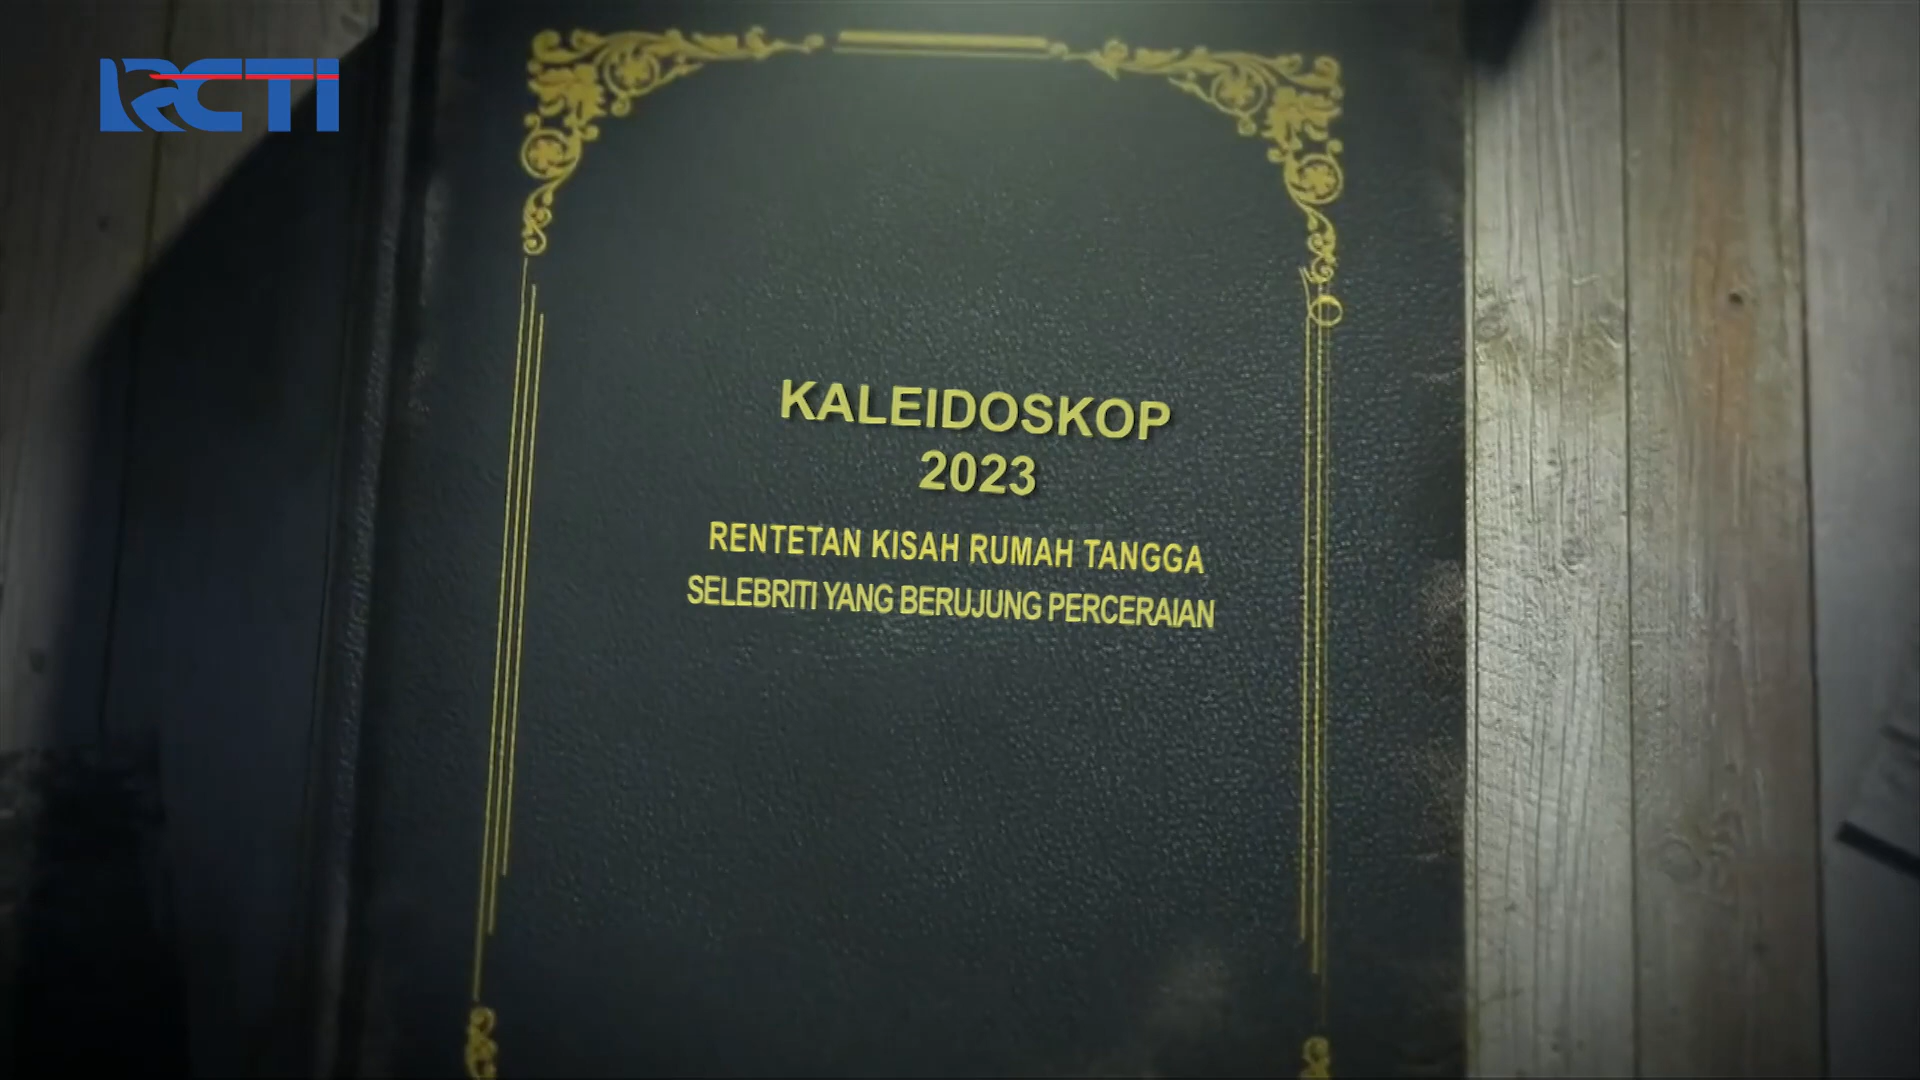 RCTI
KALEIDOSKOP
2023
RENTETAN KISAH RUMAH TANGGA
SELEBRITI YANG BERUJUNG PERCERAIAN